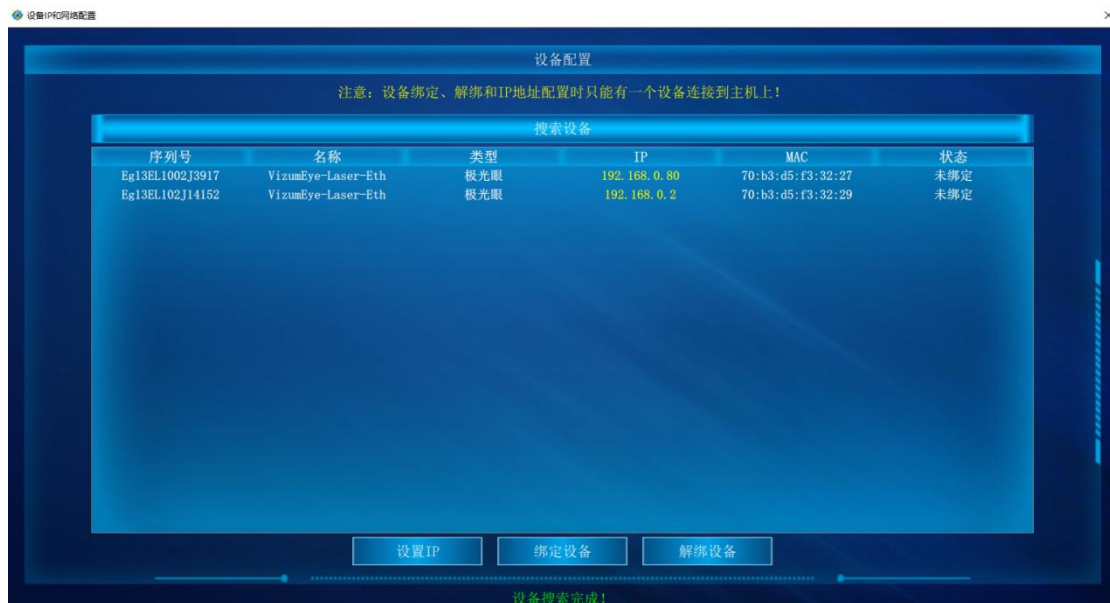 设备IP和网络配置
设备配置
注意：设备绑定、解绑和IP地址配置时只能有一个设备连接到主机上！
搜索设备
序列号 名称 类型 IP MAC 状态
Eg13EL1002J3917 VizumEye-Laser-Eth 极光眼 192.168.0.80 70:b3:d5:f3:32:27 未绑定
Eg13EL102J14152 VizumEye-Laser-Eth 极光眼 192.168.0.2 70:b3:d5:f3:32:29 未绑定
设置IP 绑定设备 解绑设备
设备搜索完成！